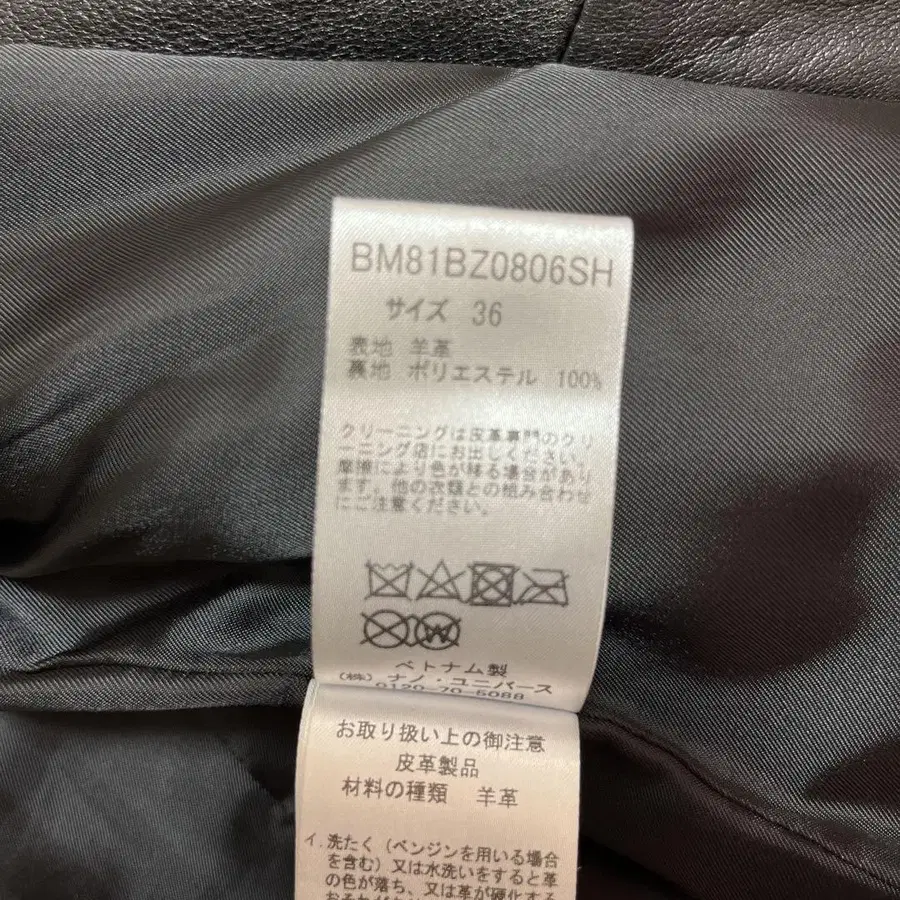 BM81BZ0806SH
サイズ 36
表地 羊革
裏地 ポリエステル 100%
クリーニングは皮革専門のクリ
ーニング店にお出しください。
摩擦により色が移る場合があり
ます。他の衣類との組み合わせ
にご注意ください。
W
ベトナム製
(株) ナノ・ユニバース
0120-70-5088
お取り扱い上の御注意
皮革製品
材料の種類 羊革
イ.洗たく (ベンジンを用いる場合
を含む) 又は水洗いをすると革
の色が落ち、又は革が硬化する